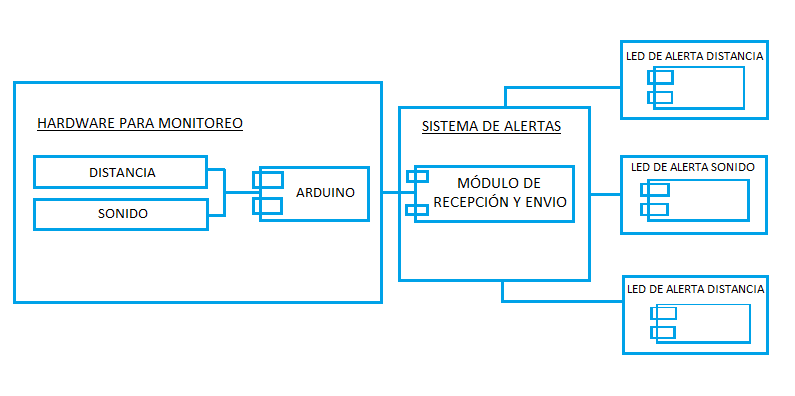 HARDWARE PARA MONITOREO
DISTANCIA
SONIDO
ARDUINO
SISTEMA DE ALERTAS
MÓDULO DE
RECEPCIÓN Y ENVIO
LED DE ALERTA DISTANCIA
LED DE ALERTA SONIDO
LED DE ALERTA DISTANCIA